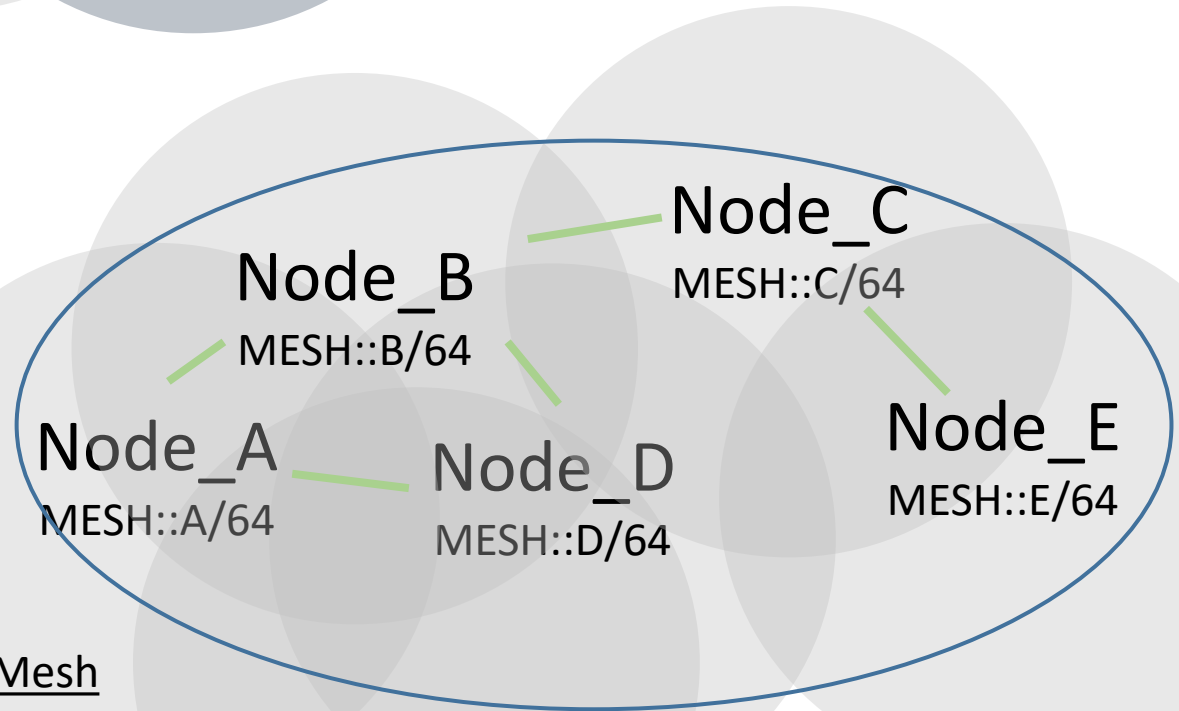 Node_C
MESH::C/64
Node_B
MESH::B/64
Node_A
MESH::A/64
Node_D
MESH::D/64
Node_E
MESH::E/64
Mesh